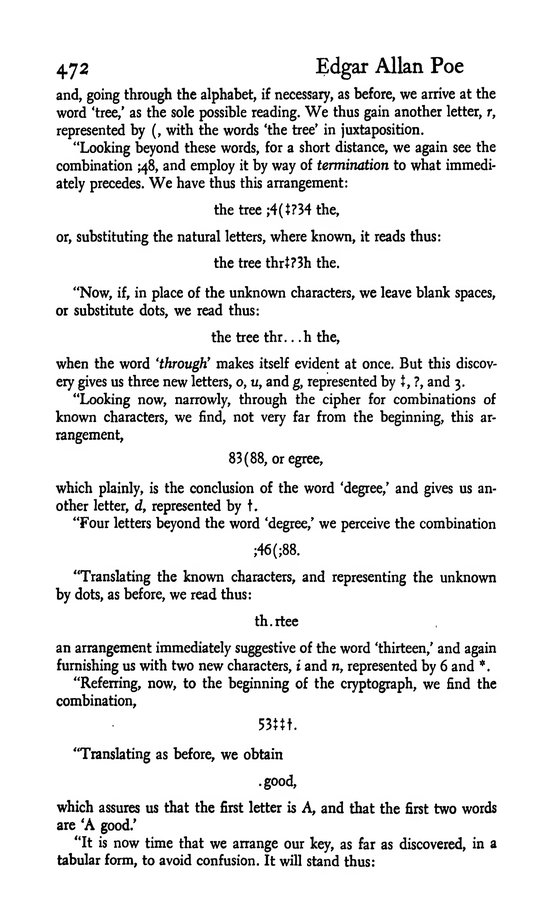 472 Edgar Allan Poe
and, going through the alphabet, if necessary, as before, we arrive at the
word ‘tree,’ as the sole possible reading. We thus gain another letter, r,
represented by (, with the words ‘the tree’ in juxtaposition.
“Looking beyond these words, for a short distance, we again see the
combination ;48, and employ it by way of termination to what immedi-
ately precedes. We have thus this arrangement:
the tree ;4(‡?34 the,
or, substituting the natural letters, where known, it reads thus:
the tree thr‡?3h the.
“Now, if, in place of the unknown characters, we leave blank spaces,
or substitute dots, we read thus:
the tree thr...h the,
when the word ‘through’ makes itself evident at once. But this discov-
ery gives us three new letters, o, u, and g, represented by ‡, ?, and 3.
“Looking now, narrowly, through the cipher for combinations of
known characters, we find, not very far from the beginning, this ar-
rangement,
83(88, or egree,
which plainly, is the conclusion of the word ‘degree,’ and gives us an-
other letter, d, represented by †.
“Four letters beyond the word ‘degree,’ we perceive the combination
;46(;88.
“Translating the known characters, and representing the unknown
by dots, as before, we read thus:
th.rtee
an arrangement immediately suggestive of the word ‘thirteen,’ and again
furnishing us with two new characters, i and n, represented by 6 and *.
“Referring, now, to the beginning of the cryptograph, we find the
combination,
53‡‡†.
“Translating as before, we obtain
.good,
which assures us that the first letter is A, and that the first two words
are ‘A good.’
“It is now time that we arrange our key, as far as discovered, in a
tabular form, to avoid confusion. It will stand thus: